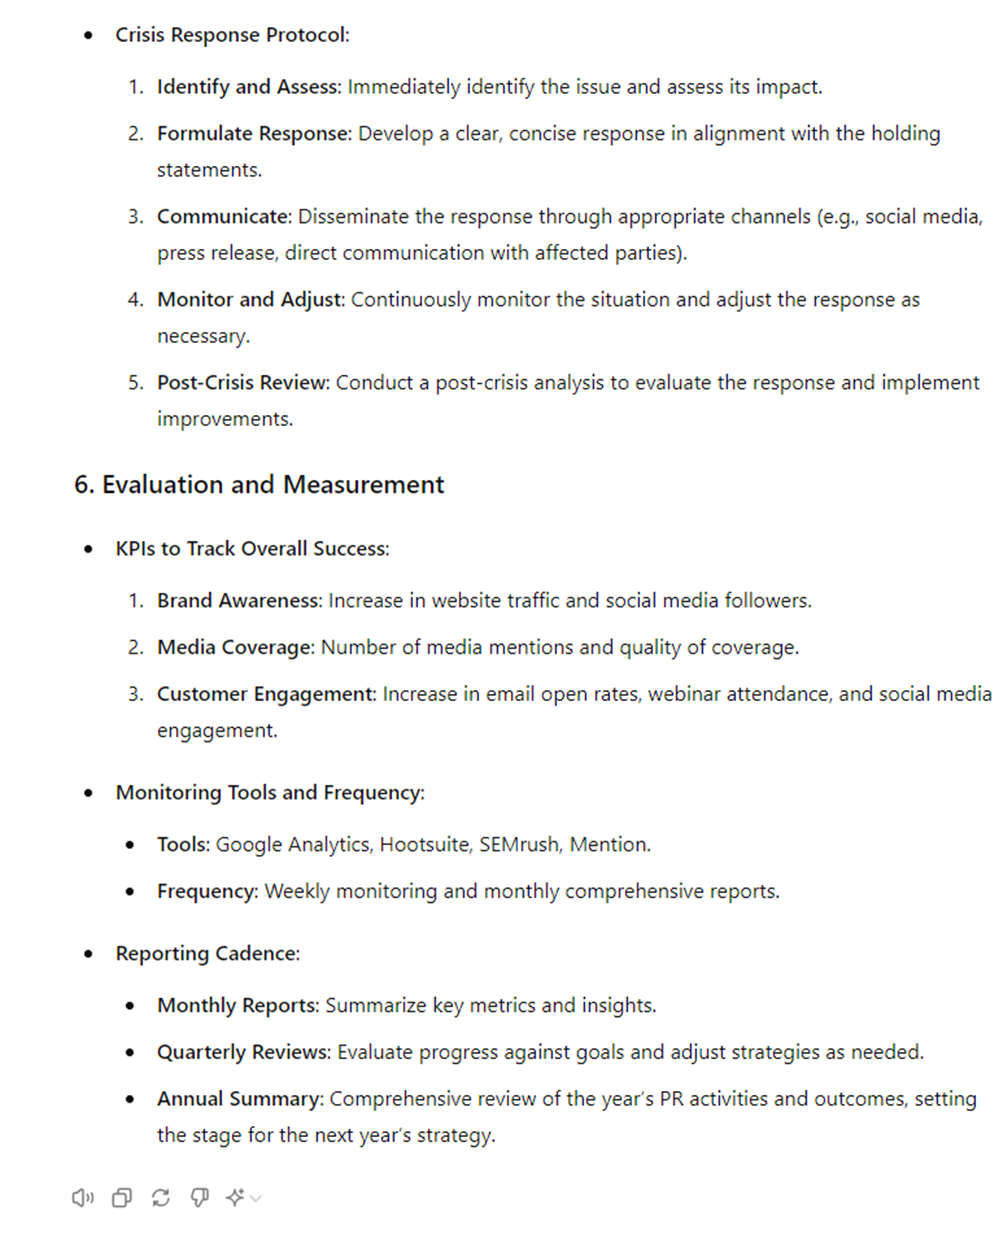 • Crisis Response Protocol:
1. Identify and Assess: Immediately identify the issue and assess its impact.
2. Formulate Response: Develop a clear, concise response in alignment with the holding
statements.
3. Communicate: Disseminate the response through appropriate channels (e.g., social media,
press release, direct communication with affected parties).
4. Monitor and Adjust: Continuously monitor the situation and adjust the response as
necessary.
5. Post-Crisis Review: Conduct a post-crisis analysis to evaluate the response and implement
improvements.
6. Evaluation and Measurement
• KPIs to Track Overall Success:
1. Brand Awareness: Increase in website traffic and social media followers.
2. Media Coverage: Number of media mentions and quality of coverage.
3. Customer Engagement: Increase in email open rates, webinar attendance, and social media
engagement.
• Monitoring Tools and Frequency:
• Tools: Google Analytics, Hootsuite, SEMrush, Mention.
• Frequency: Weekly monitoring and monthly comprehensive reports.
• Reporting Cadence:
• Monthly Reports: Summarize key metrics and insights.
• Quarterly Reviews: Evaluate progress against goals and adjust strategies as needed.
• Annual Summary: Comprehensive review of the year's PR activities and outcomes, setting
the stage for the next year's strategy.